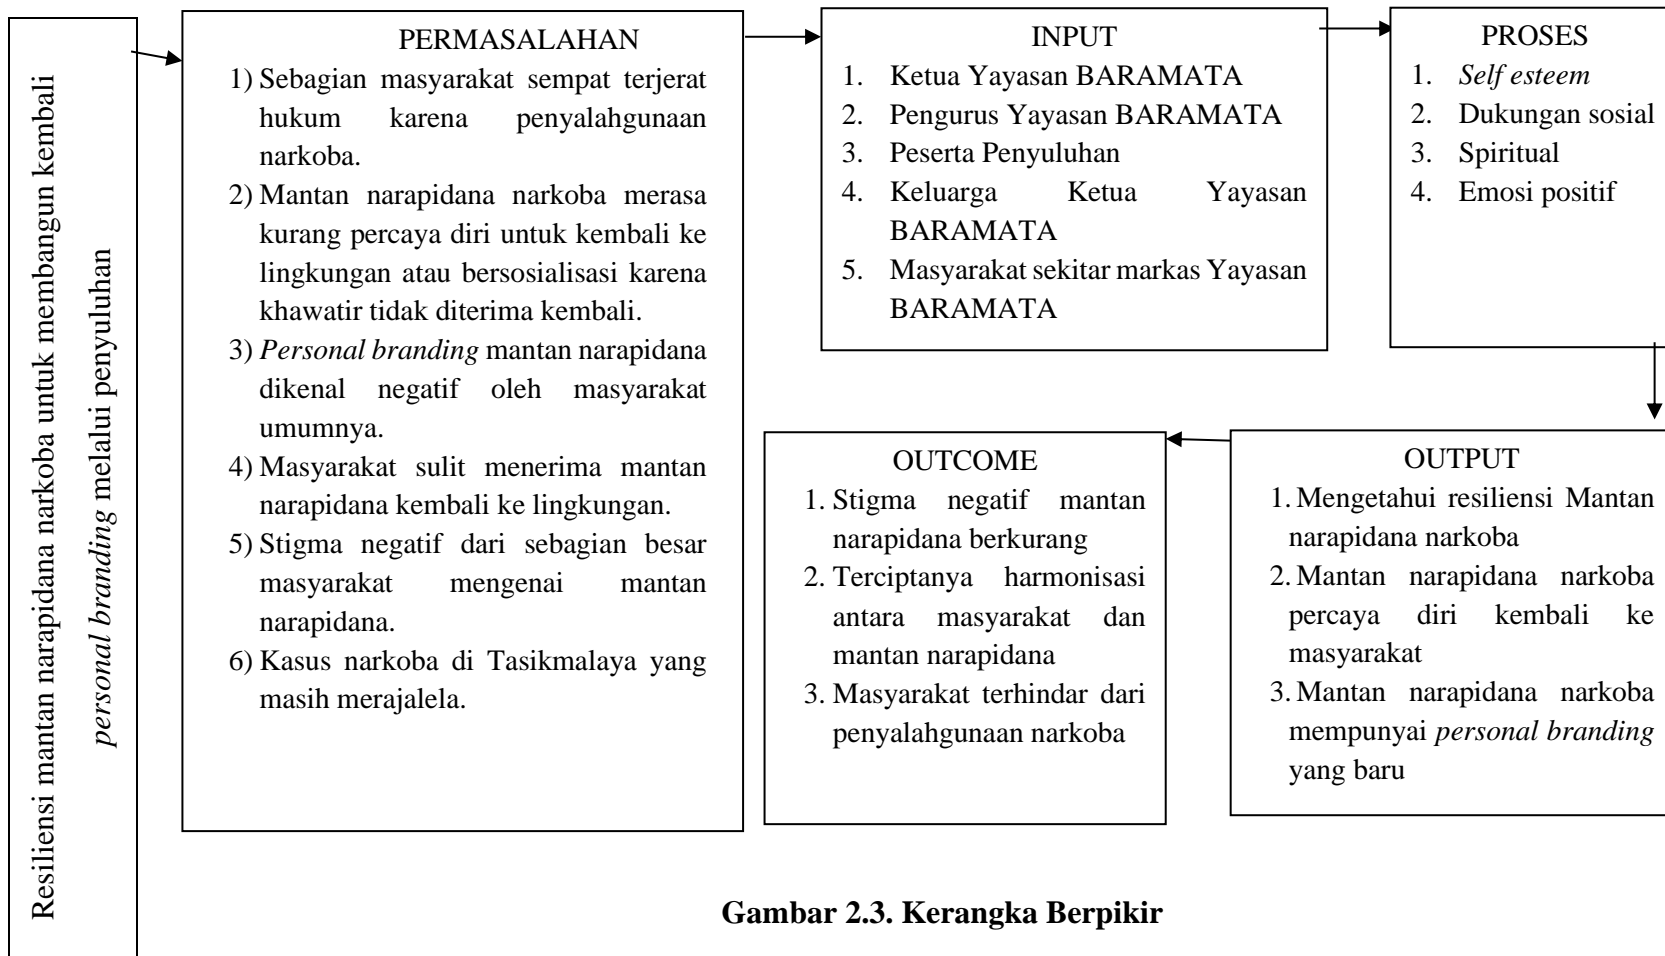 Resiliensi mantan narapidana narkoba untuk membangun kembali
personal branding melalui penyuluhan
PERMASALAHAN
1) Sebagian masyarakat sempat terjerat
hukum karena penyalahgunaan
narkoba.
2) Mantan narapidana narkoba merasa
kurang percaya diri untuk kembali ke
lingkungan atau bersosialisasi karena
khawatir tidak diterima kembali.
3) Personal branding mantan narapidana
dikenal negatif oleh masyarakat
umumnya.
4) Masyarakat sulit menerima mantan
narapidana kembali ke lingkungan.
5) Stigma negatif dari sebagian besar
masyarakat mengenai mantan
narapidana.
6) Kasus narkoba di Tasikmalaya yang
masih merajalela.
INPUT
1. Ketua Yayasan BARAMATA
2. Pengurus Yayasan BARAMATA
3. Peserta Penyuluhan
4. Keluarga Ketua Yayasan
BARAMATA
5. Masyarakat sekitar markas Yayasan
BARAMATA
PROSES
1. Self esteem
2. Dukungan sosial
3. Spiritual
4. Emosi positif
OUTPUT
1. Mengetahui resiliensi Mantan
narapidana narkoba
2. Mantan narapidana narkoba
percaya diri kembali ke
masyarakat
3. Mantan narapidana narkoba
mempunyai personal branding
yang baru
OUTCOME
1. Stigma negatif mantan
narapidana berkurang
2. Terciptanya harmonisasi
antara masyarakat dan
mantan narapidana
3. Masyarakat terhindar dari
penyalahgunaan narkoba
Gambar 2.3. Kerangka Berpikir